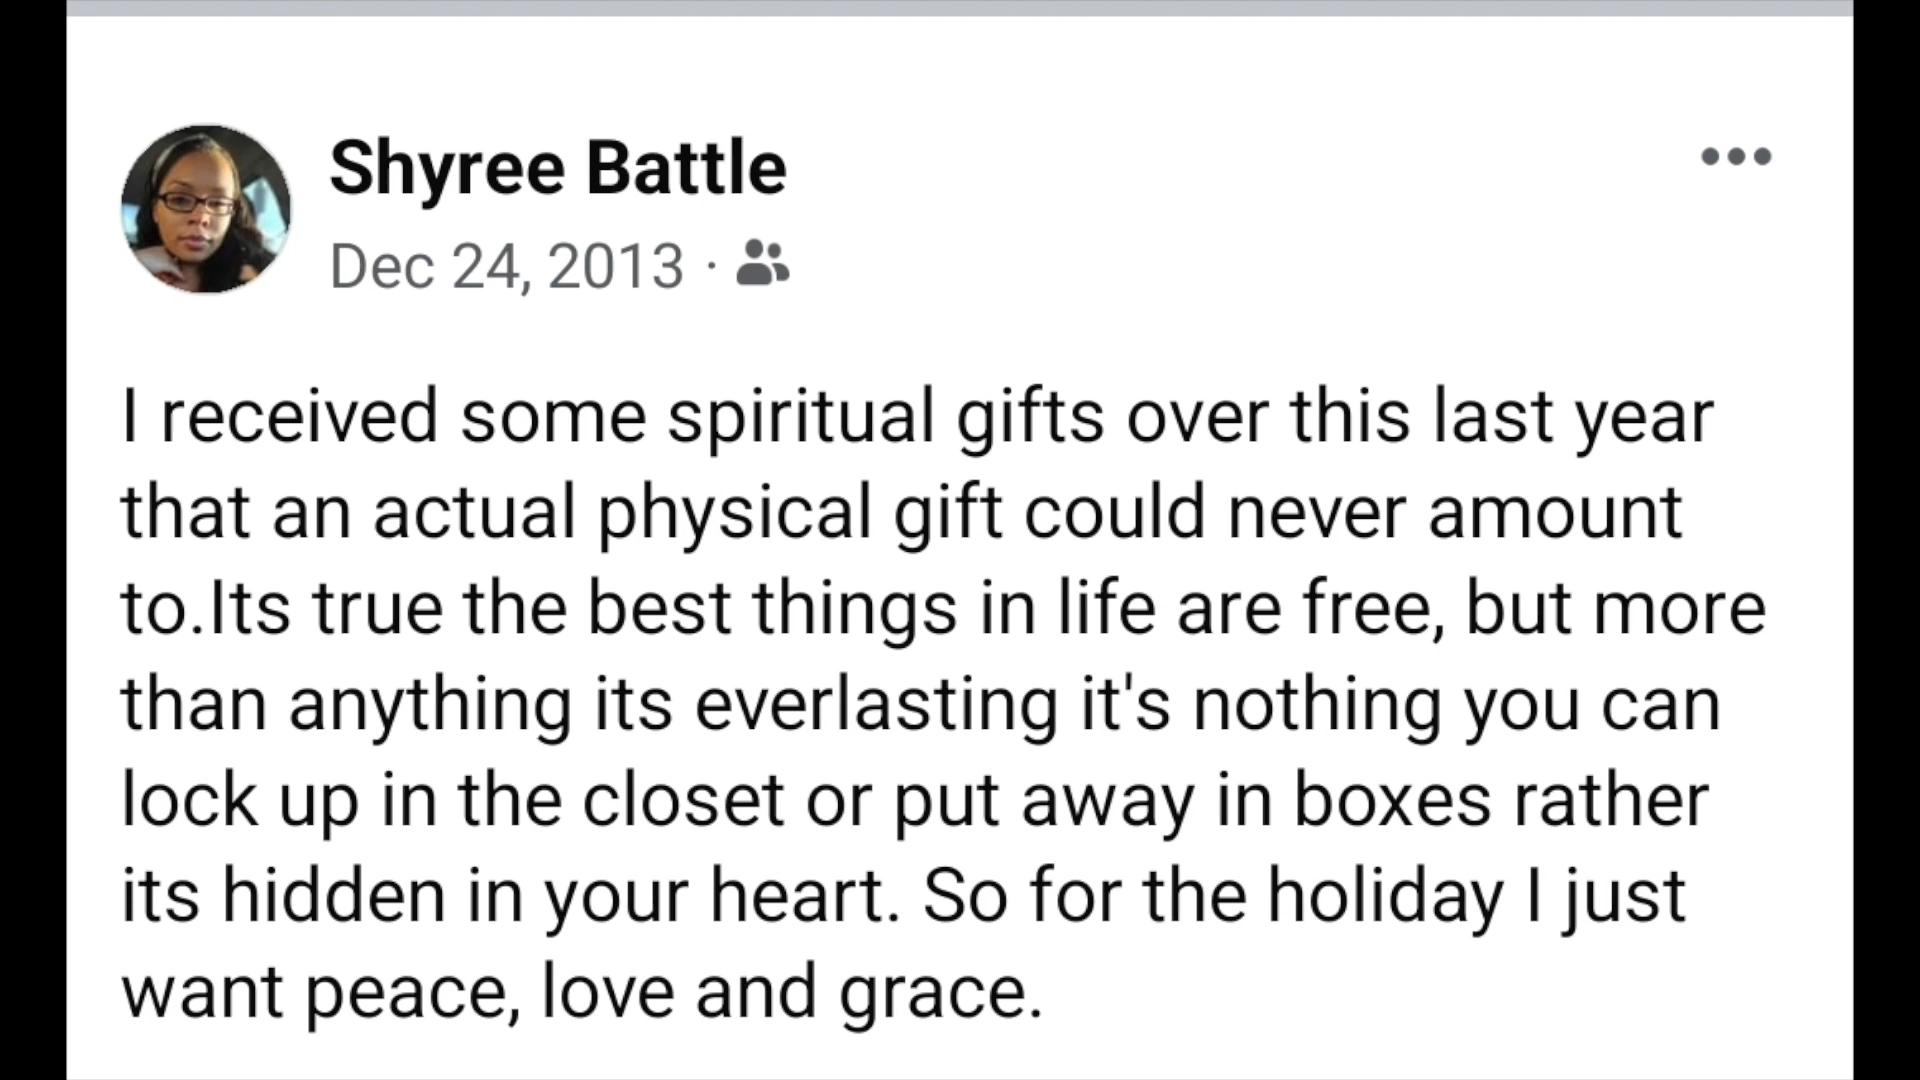 Shyree Battle
Dec 24, 2013 ·
I received some spiritual gifts over this last year
that an actual physical gift could never amount
to.Its true the best things in life are free, but more
than anything its everlasting it's nothing you can
lock up in the closet or put away in boxes rather
its hidden in your heart. So for the holiday I just
want peace, love and grace.